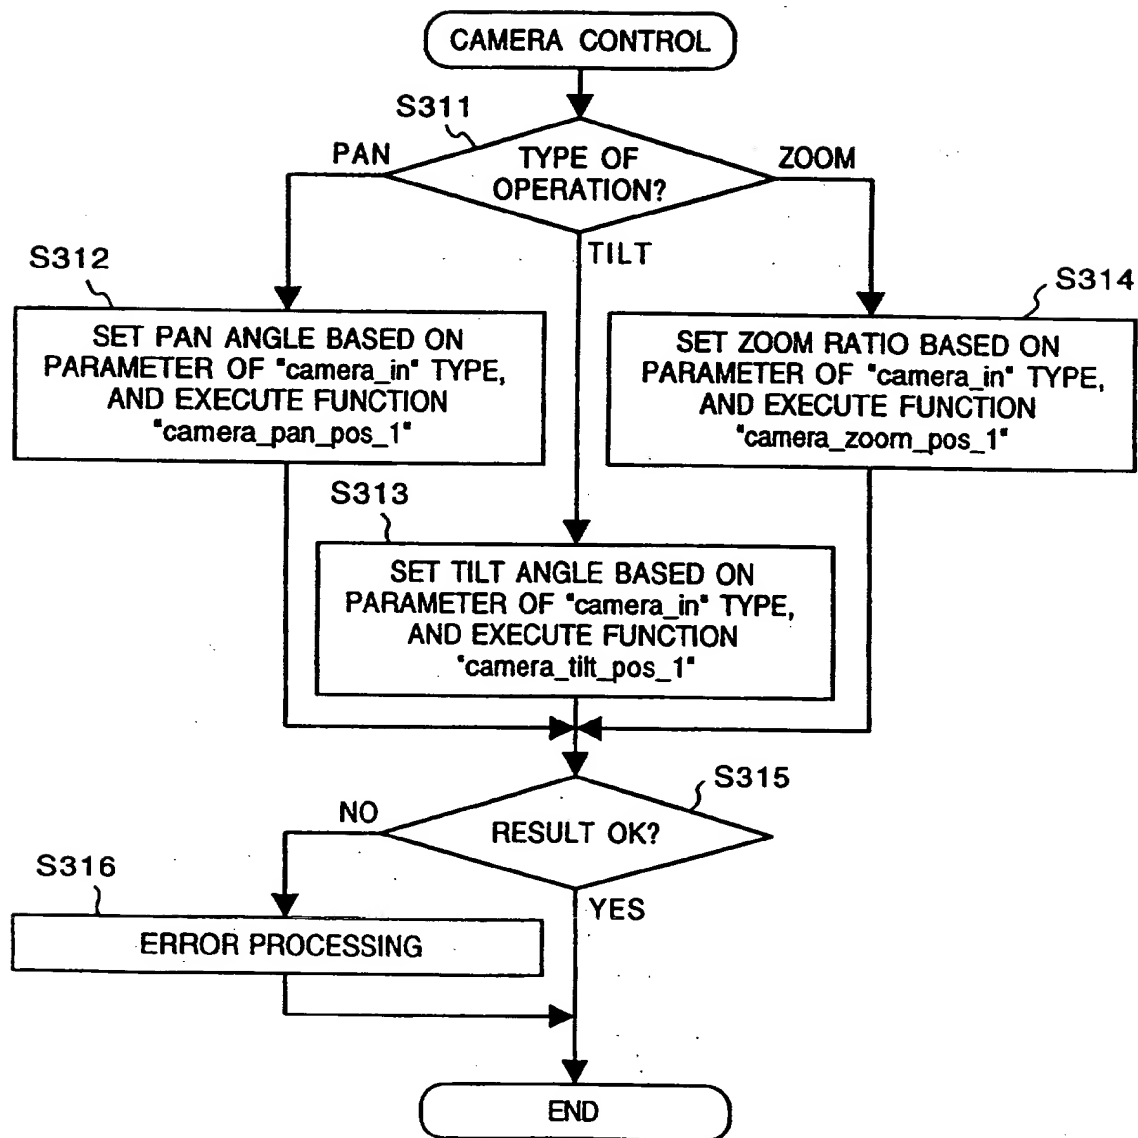 CAMERA CONTROL
S311
PAN
TYPE OF
OPERATION?
ZOOM
TILT
S312
SET PAN ANGLE BASED ON
PARAMETER OF "camera_in" TYPE,
AND EXECUTE FUNCTION
"camera_pan_pos_1"
S314
SET ZOOM RATIO BASED ON
PARAMETER OF "camera_in" TYPE,
AND EXECUTE FUNCTION
"camera_zoom_pos_1"
S313
SET TILT ANGLE BASED ON
PARAMETER OF "camera_in" TYPE,
AND EXECUTE FUNCTION
"camera_tilt_pos_1"
S315
NO
RESULT OK?
YES
S316
ERROR PROCESSING
END